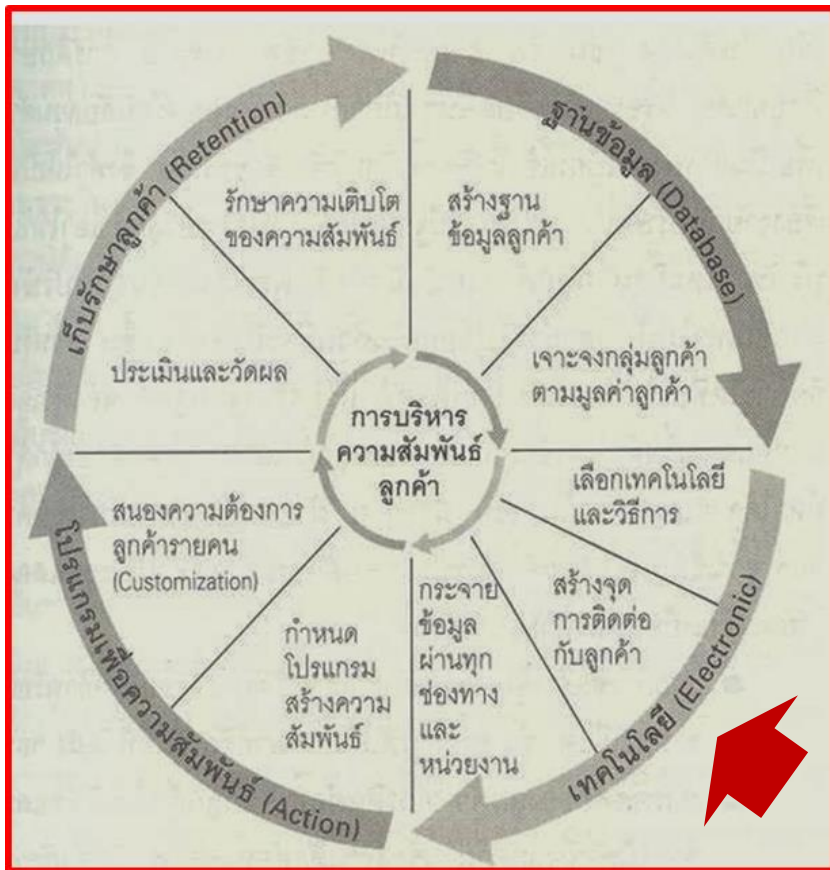 ฐานข้อมูล (Database)
สร้างฐาน
ข้อมูลลูกค้า
เจาะจงกลุ่มลูกค้า
ตามมูลค่าลูกค้า
เทคโนโลยี (Electronic)
เลือกเทคโนโลยี
และวิธีการ
สร้างจุด
การติดต่อ
กับลูกค้า
กระจาย
ข้อมูล
ผ่านทุก
ช่องทาง
และ
หน่วยงาน
โปรแกรมเพื่อความสัมพันธ์ (Action)
กำหนด
โปรแกรม
สร้างความ
สัมพันธ์
สนองความต้องการ
ลูกค้ารายคน
(Customization)
เก็บรักษาลูกค้า (Retention)
ประเมินและวัดผล
รักษาความเติบโต
ของความสัมพันธ์
การบริหาร
ความสัมพันธ์
ลูกค้า